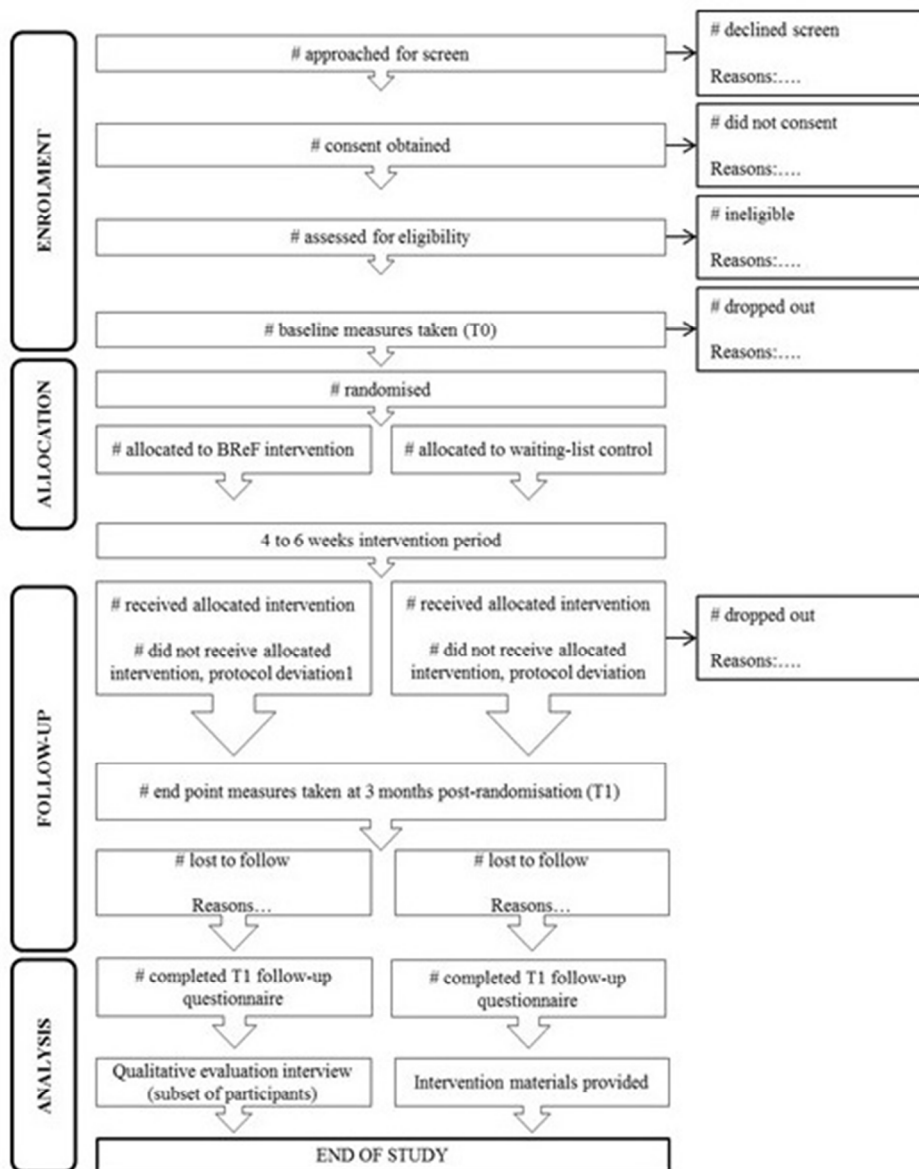 ENROLMENT
# approached for screen
# declined screen
Reasons:....
# consent obtained
# did not consent
Reasons:....
# assessed for eligibility
# ineligible
Reasons:....
# baseline measures taken (T0)
# dropped out
Reasons:....
ALLOCATION
# randomised
# allocated to BReF intervention
# allocated to waiting-list control
4 to 6 weeks intervention period
FOLLOW-UP
# received allocated intervention
# did not receive allocated
intervention, protocol deviation1
# received allocated intervention
# did not receive allocated
intervention, protocol deviation
# dropped out
Reasons:....
# end point measures taken at 3 months post-randomisation (T1)
# lost to follow
Reasons...
# lost to follow
Reasons...
ANALYSIS
# completed T1 follow-up
questionnaire
# completed T1 follow-up
questionnaire
Qualitative evaluation interview
(subset of participants)
Intervention materials provided
END OF STUDY